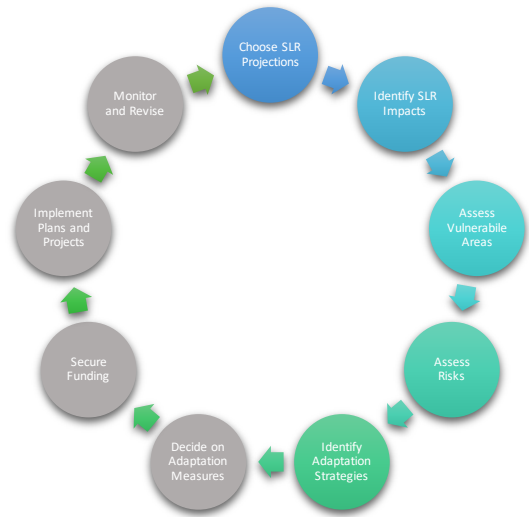 Choose SLR
Projections
Identify SLR
Impacts
Assess
Vulnerabile
Areas
Assess
Risks
Identify
Adaptation
Strategies
Decide on
Adaptation
Measures
Secure
Funding
Implement
Plans and
Projects
Monitor
and Revise